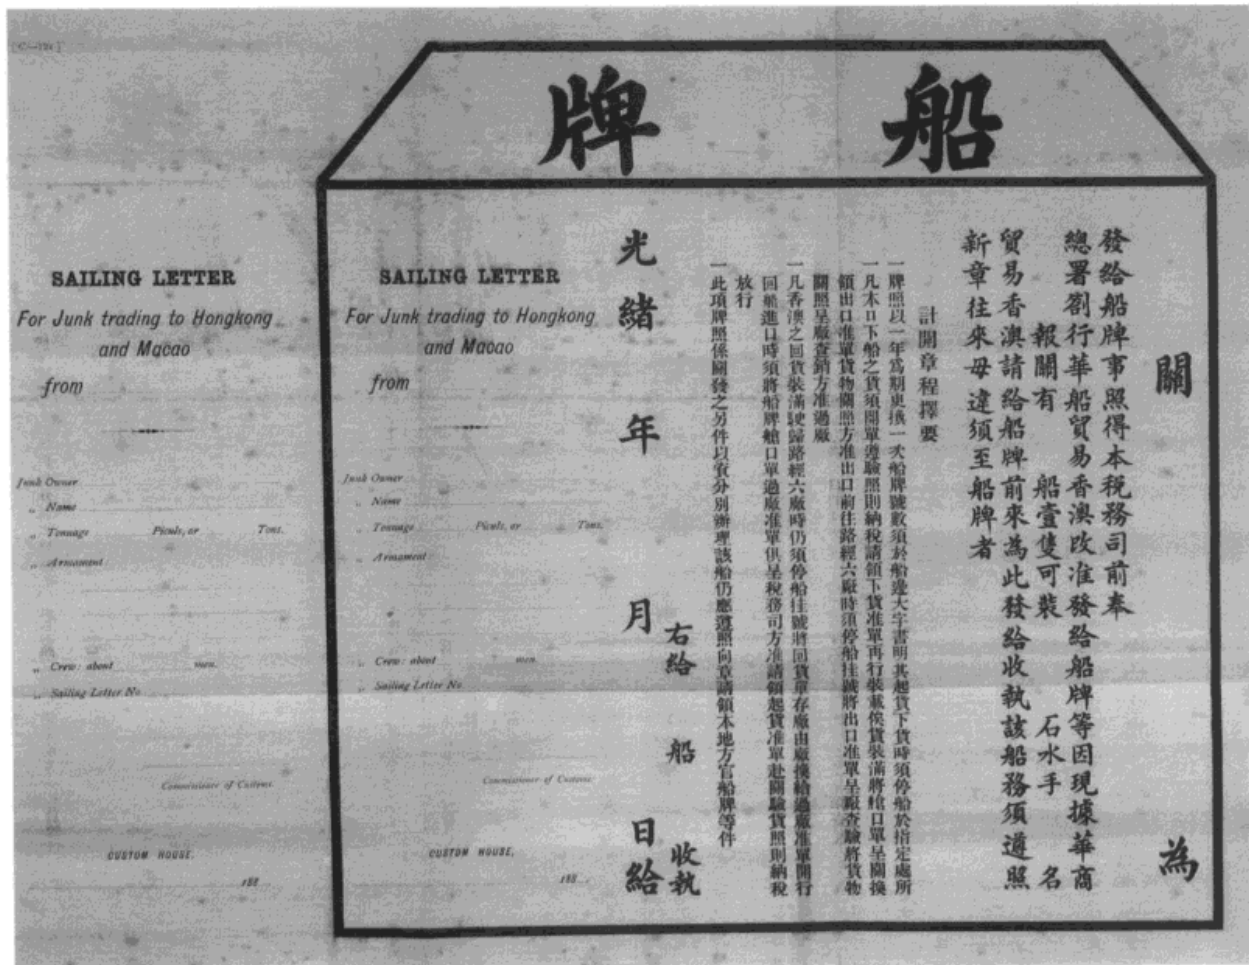 SAILING LETTER
For Junk trading to Hongkong
and Macao
from
Junk Owner
„ Name
„ Tonnage Piculs, or Tons.
„ Armament
„ Crew: about men.
„ Sailing Letter No
Commissioner of Customs.
CUSTOM HOUSE,
188
SAILING LETTER
For Junk trading to Hongkong
and Macao
from
Junk Owner
„ Name
„ Tonnage Piculs, or Tons.
„ Armament
„ Crew: about men
„ Sailing Letter No
Commissioner of Customs.
CUSTOM HOUSE,
188
船牌
關為
發給船牌事照得本稅務司前奉
總署劄行華船貿易香澳改准發給船牌等因現據華商
報關有 船壹隻可裝 石水手 名
貿易香澳請給船牌前來為此發給收執該船務須遵照
新章往來毋違須至船牌者
計開章程擇要
一牌照以一年為期更換一次船牌號數須於船邊大字書明其起貨下貨時須停船於指定處所
一凡本口下船之貨須開單遵驗照則納稅請領下貨准單再行裝載俟貨裝滿將艙口單呈關換
領出口准單貨物關照方准出口前往路經六廠時須停船挂號將出口准單呈廠查驗將貨物
關照呈廠查銷方准過廠
一凡香澳之回貨裝滿駛歸路經六廠時仍須停船挂號將回貨單存廠由廠換給過廠准單開行
回華進口時須將船牌艙口單過廠准單供呈稅務司方准請領起貨准單赴關驗貨照則納稅
放行
一此項牌照係關發之另件以資分別辦理該船仍應遵照向章請領本地方官船牌等件
右給 船 收執
光緒 年 月 日給